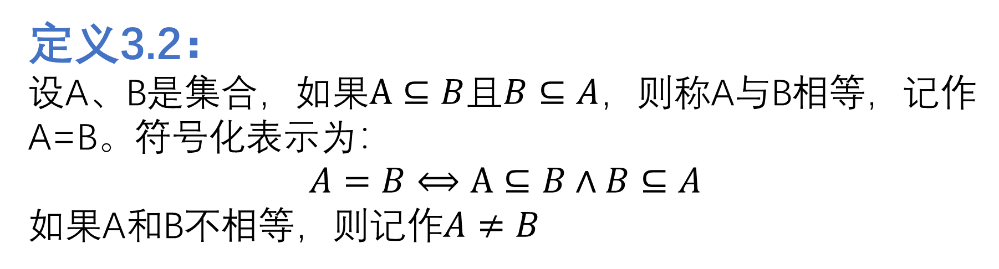 定义3.2：
设A、B是集合，如果A ⊆ B且B ⊆ A，则称A与B相等，记作
A=B。符号化表示为：
A = B ⟺ A ⊆ B ∧ B ⊆ A
如果A和B不相等，则记作A ≠ B